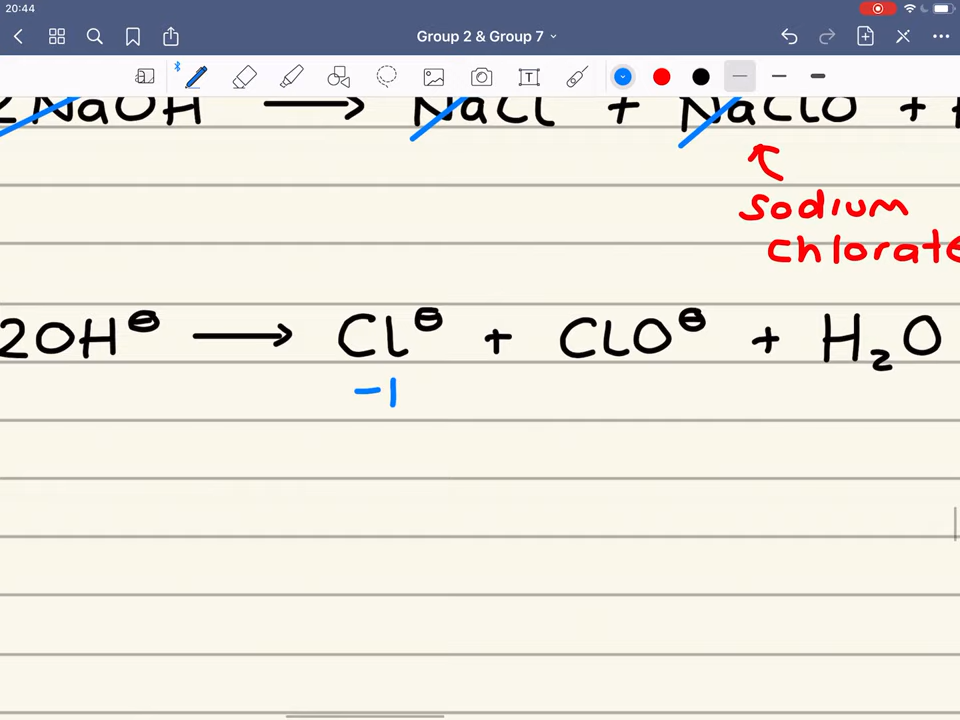 20:44
Group 2 & Group 7
2NaOH ⟶ NaCl + NaClO +
sodium
chlorate
2OH⊖ ⟶ Cl⊖ + ClO⊖ + H₂O
-1